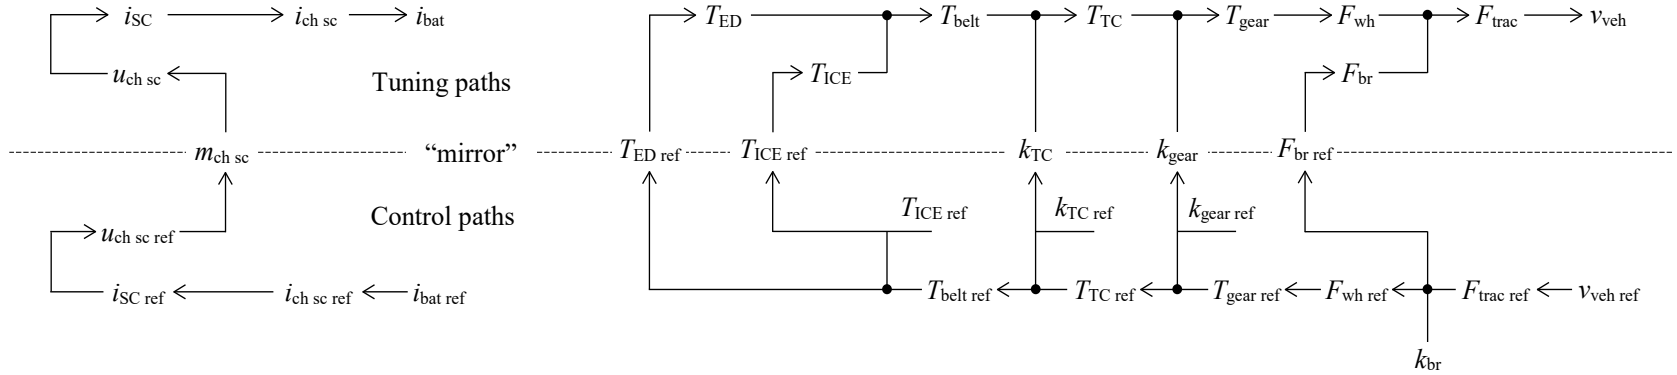 i_SC i_ch sc i_bat T_ED T_belt T_TC T_gear F_wh F_trac v_veh
u_ch sc Tuning paths T_ICE F_br
m_ch sc “mirror” T_ED ref T_ICE ref k_TC k_gear F_br ref
Control paths T_ICE ref k_TC ref k_gear ref
u_ch sc ref
i_SC ref i_ch sc ref i_bat ref T_belt ref T_TC ref T_gear ref F_wh ref F_trac ref v_veh ref
k_br